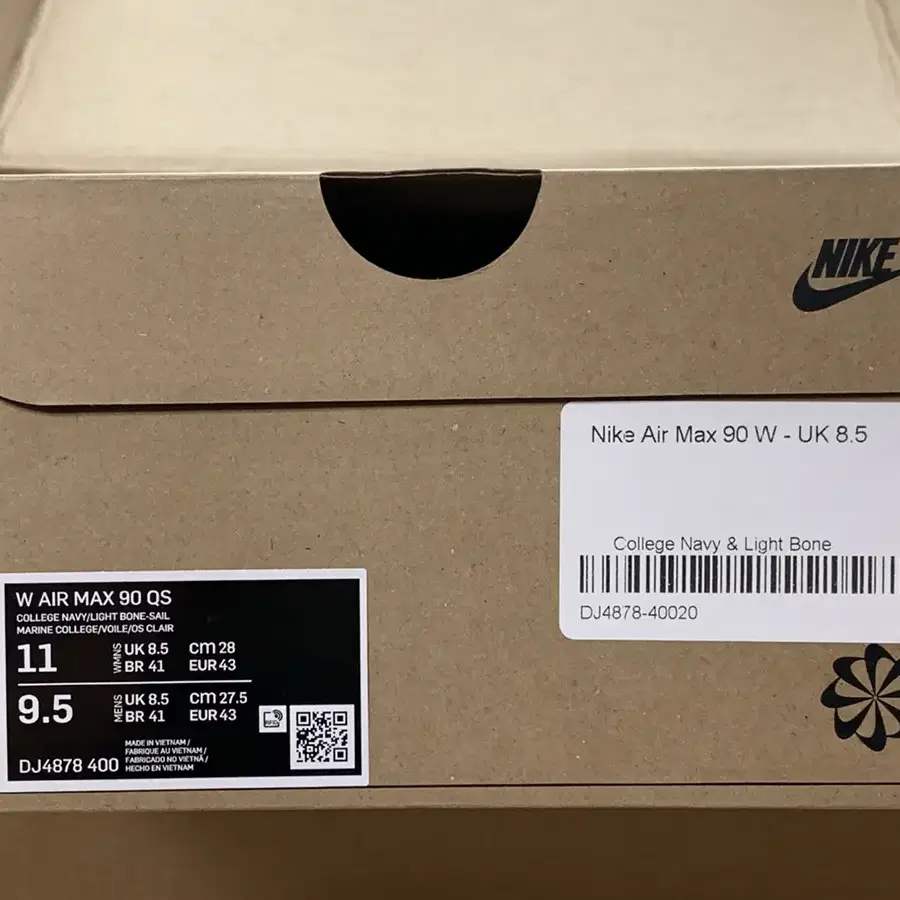 NIKE
Nike Air Max 90 W - UK 8.5
College Navy & Light Bone
DJ4878-40020
W AIR MAX 90 QS
COLLEGE NAVY/LIGHT BONE-SAIL
MARINE COLLEGE/VOILE/OS CLAIR
11 WMNS UK 8.5 cm 28
BR 41 EUR 43
9.5 MENS UK 8.5 cm 27.5
BR 41 EUR 43
RFID
DJ4878 400
MADE IN VIETNAM /
FABRIQUE AU VIETNAM /
FABRICADO NO VIETNÃ /
HECHO EN VIETNAM